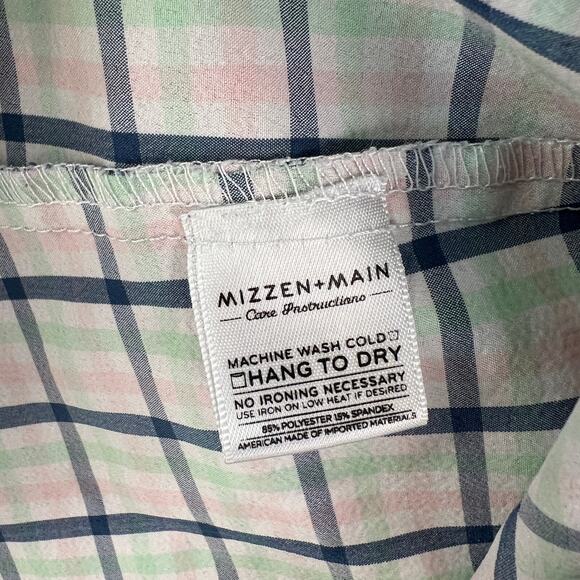 MIZZEN+MAIN
Care Instructions
MACHINE WASH COLD
HANG TO DRY
NO IRONING NECESSARY
USE IRON ON LOW HEAT IF DESIRED
85% POLYESTER 15% SPANDEX
AMERICAN MADE OF IMPORTED MATERIALS